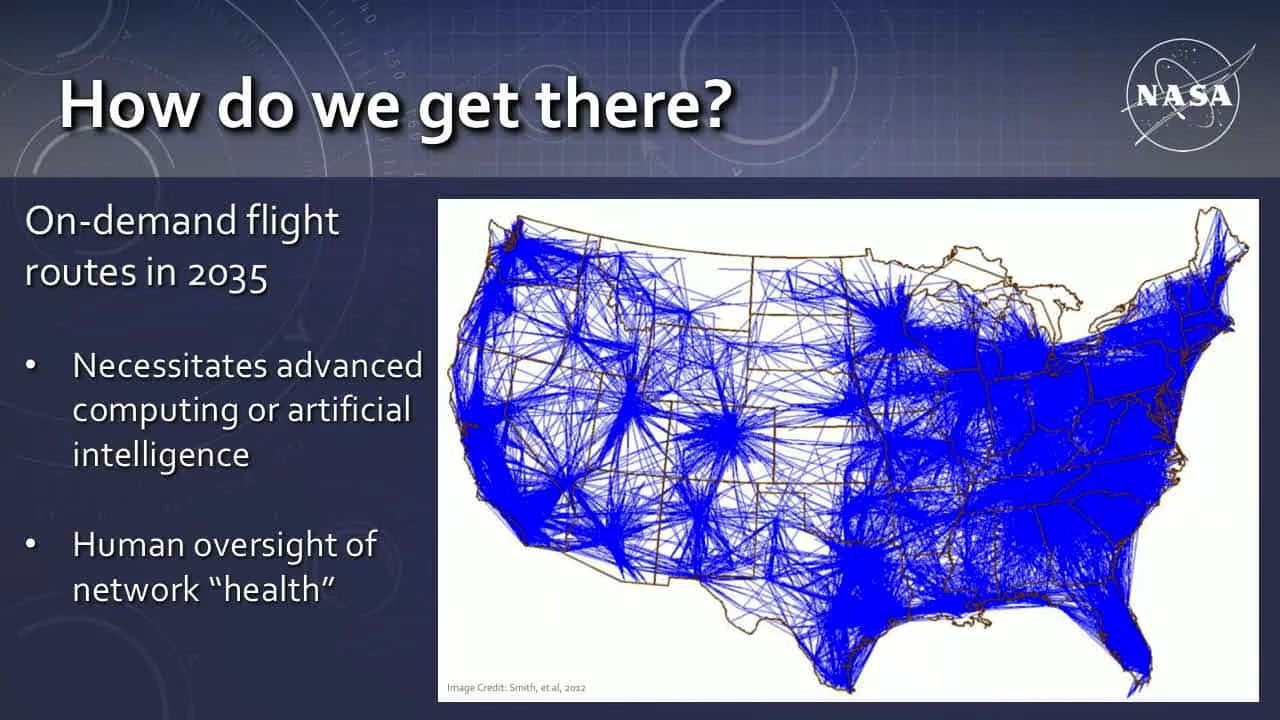 How do we get there?
NASA
On-demand flight
routes in 2035
• Necessitates advanced
computing or artificial
intelligence
• Human oversight of
network “health”
Image Credit: Smith, et al, 2012